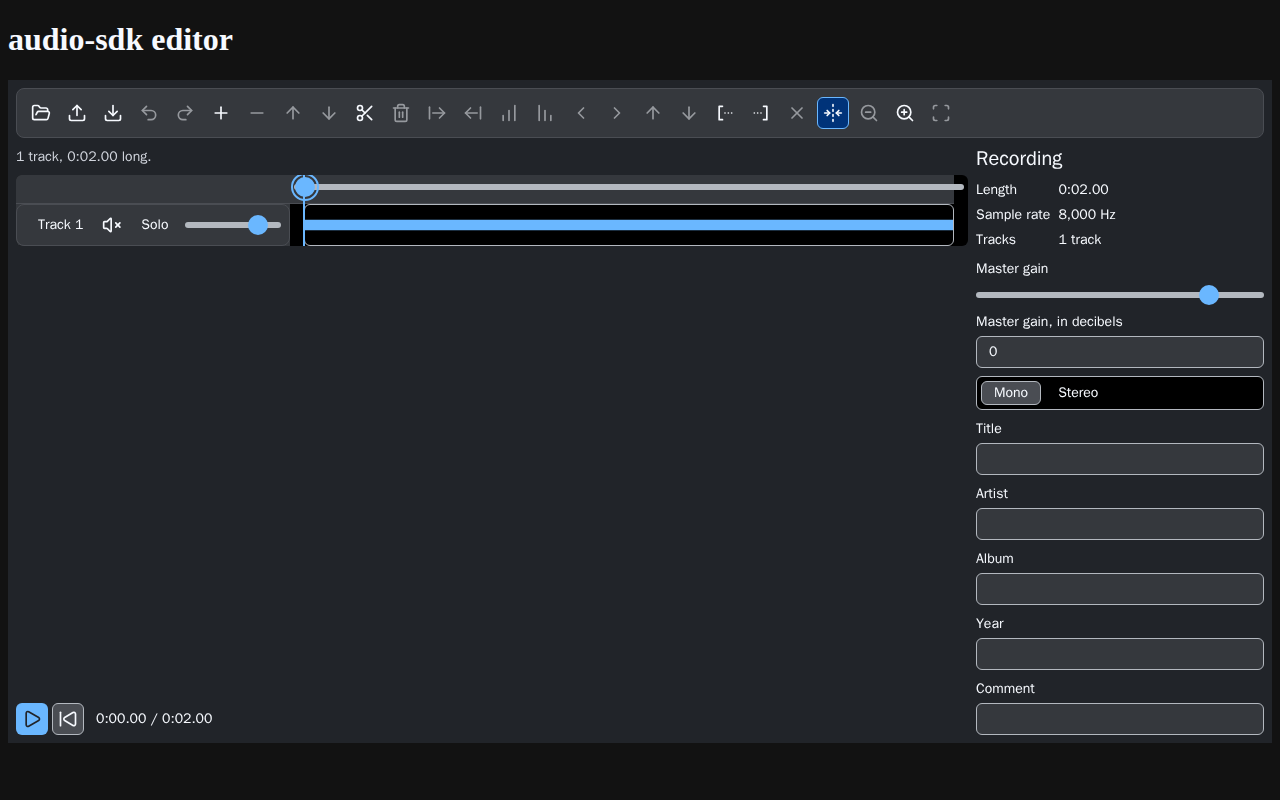 audio-sdk editor
1 track, 0:02.00 long.
Track 1
Solo
0:00.00 / 0:02.00
Recording
Length 0:02.00
Sample rate 8,000 Hz
Tracks 1 track
Master gain
Master gain, in decibels
0
Mono Stereo
Title
Artist
Album
Year
Comment